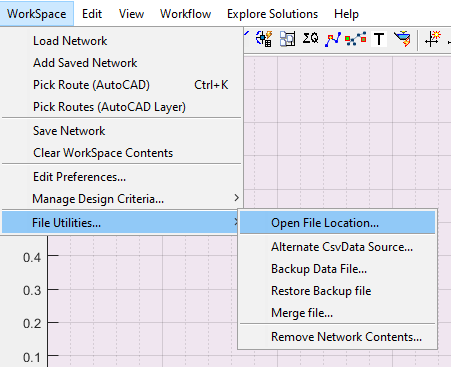 WorkSpace Edit View Workflow Explore Solutions Help
Load Network
Add Saved Network
Pick Route (AutoCAD) Ctrl+K
Pick Routes (AutoCAD Layer)
Save Network
Clear WorkSpace Contents
Edit Preferences...
Manage Design Criteria...
File Utilities...
Open File Location...
Alternate CsvData Source...
Backup Data File...
Restore Backup file
Merge file...
Remove Network Contents...
ΣQ T
0.4
0.3
0.2
0.1